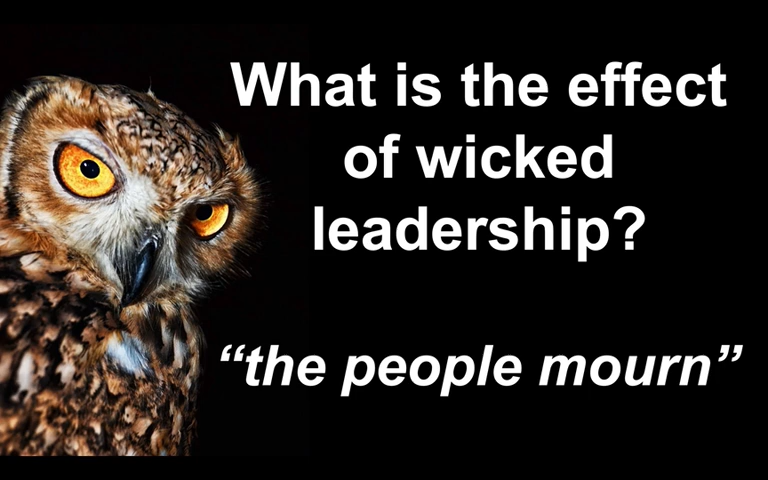 What is the effect
of wicked
leadership?
“the people mourn”